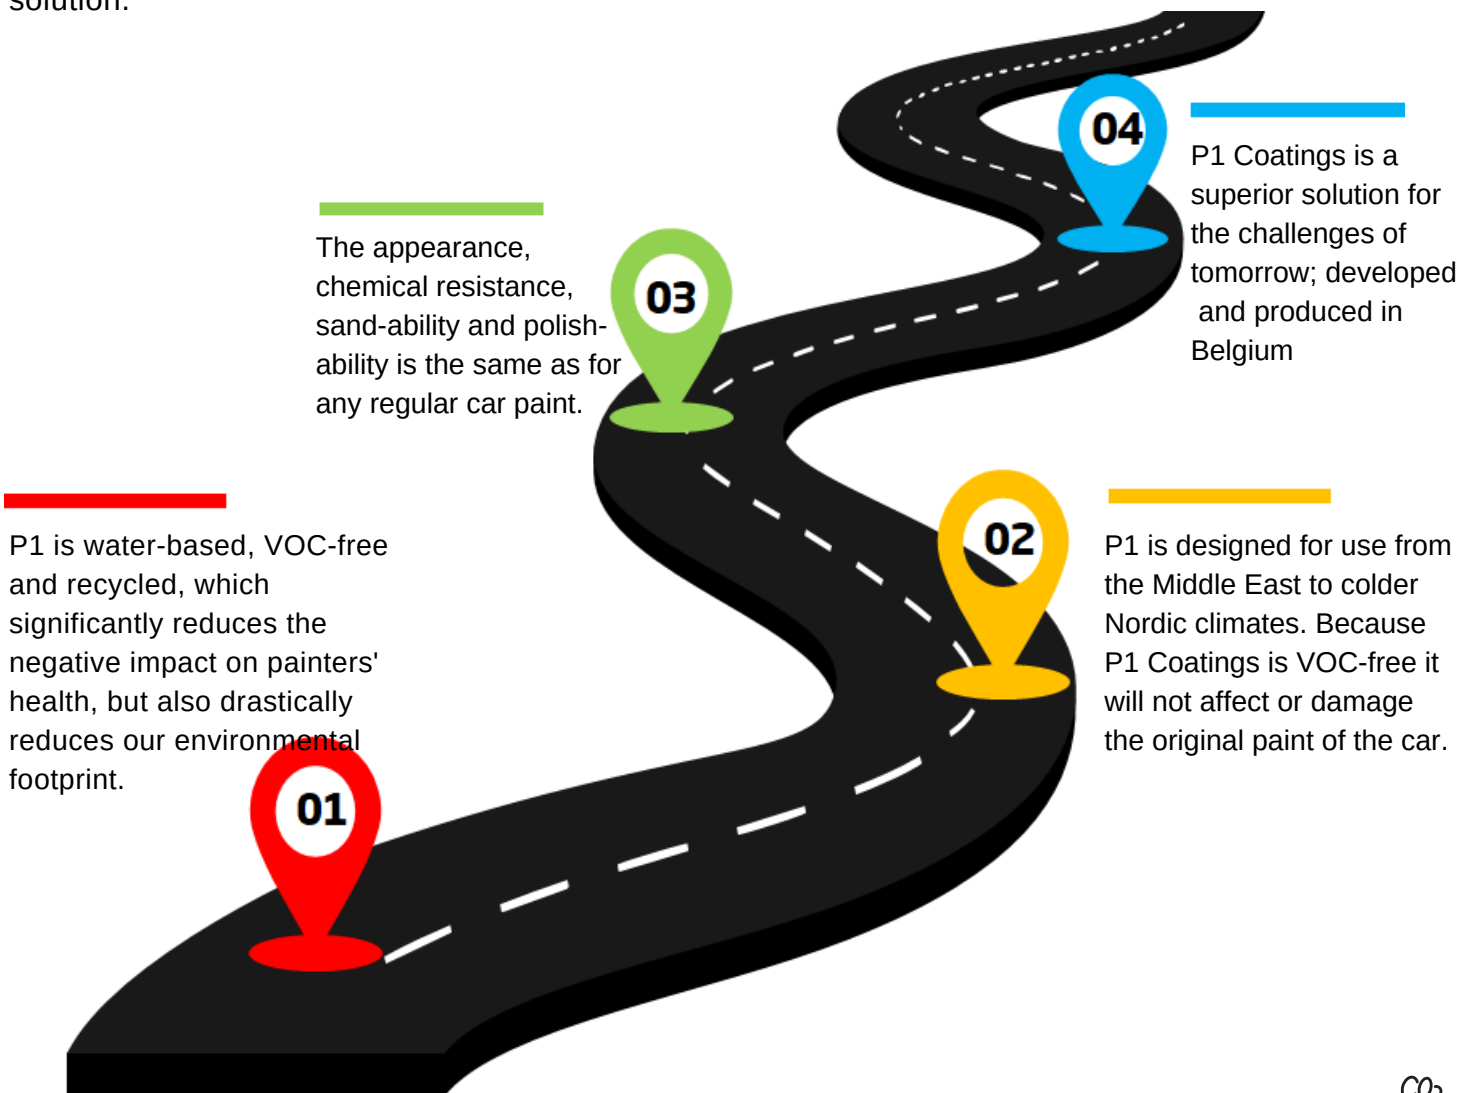 solution.
04
P1 Coatings is a
superior solution for
the challenges of
tomorrow; developed
and produced in
Belgium
The appearance,
chemical resistance,
sand-ability and polish-
ability is the same as for
any regular car paint.
03
P1 is water-based, VOC-free
and recycled, which
significantly reduces the
negative impact on painters'
health, but also drastically
reduces our environmental
footprint.
01
02
P1 is designed for use from
the Middle East to colder
Nordic climates. Because
P1 Coatings is VOC-free it
will not affect or damage
the original paint of the car.